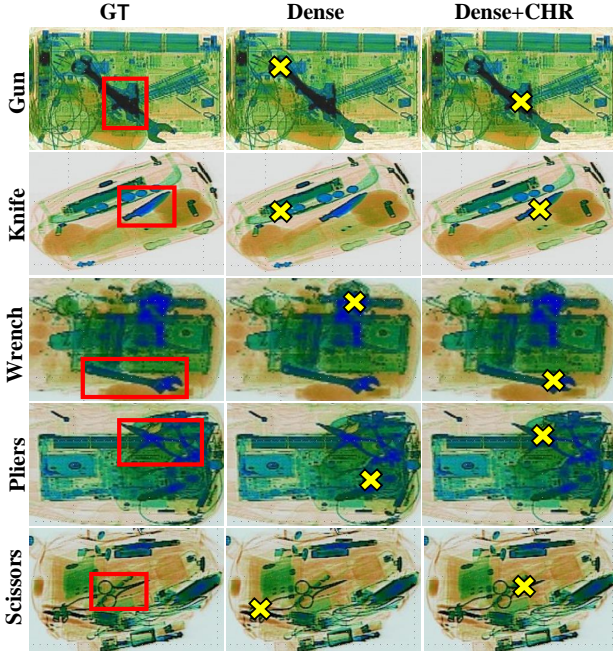 GT Dense Dense+CHR
Gun
Knife
Wrench
Pliers
Scissors